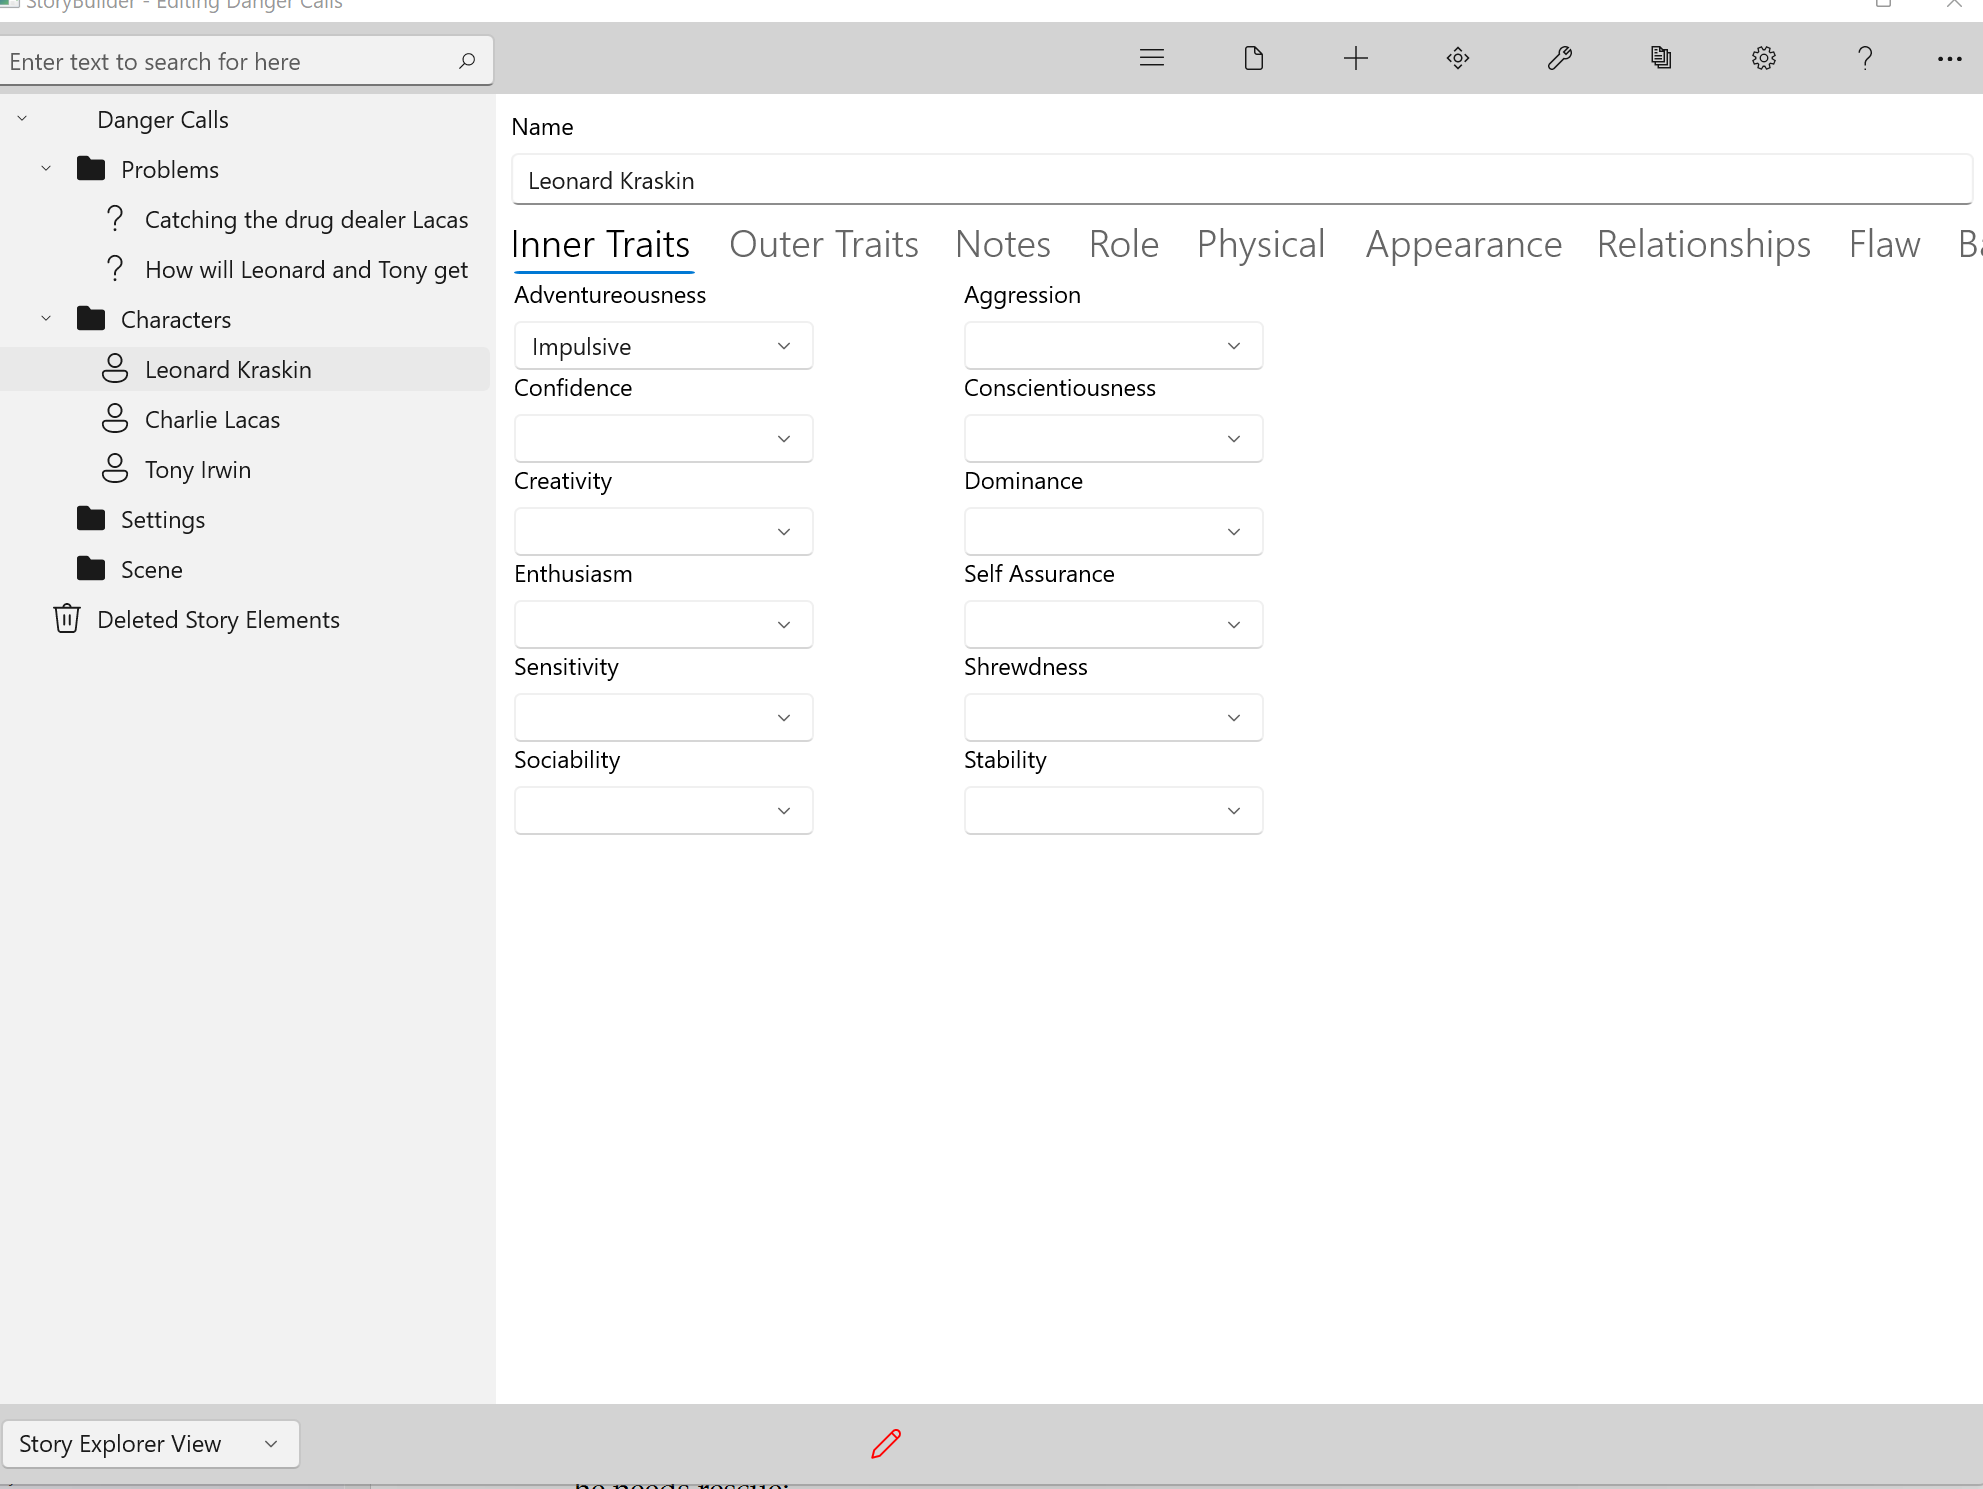 StoryBuilder - Editing Danger Calls
Enter text to search for here
Danger Calls
Problems
Catching the drug dealer Lacas
How will Leonard and Tony get
Characters
Leonard Kraskin
Charlie Lacas
Tony Irwin
Settings
Scene
Deleted Story Elements
Name
Leonard Kraskin
Inner Traits Outer Traits Notes Role Physical Appearance Relationships Flaw
Adventureousness Aggression
Impulsive
Confidence Conscientiousness
Creativity Dominance
Enthusiasm Self Assurance
Sensitivity Shrewdness
Sociability Stability
Story Explorer View
he needs rescue: